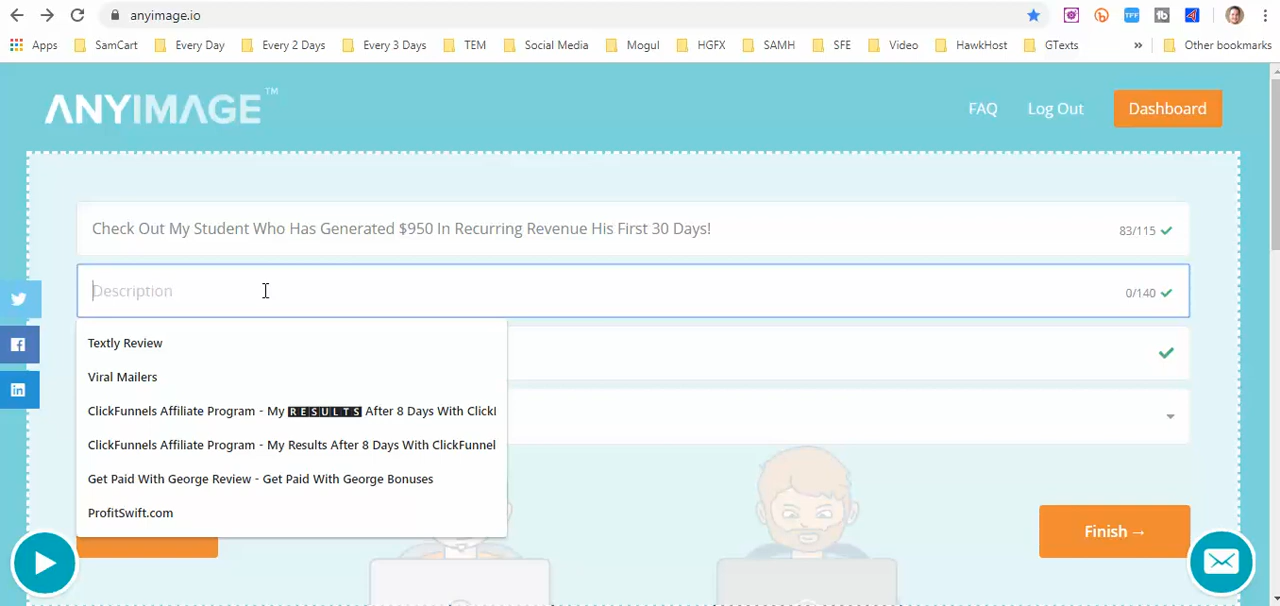 anyimage.io
TFF
Apps SamCart Every Day Every 2 Days Every 3 Days TEM Social Media Mogul HGFX SAMH SFE Video HawkHost GTexts » Other bookmarks
ANYIMAGE™
FAQ Log Out Dashboard
Check Out My Student Who Has Generated $950 In Recurring Revenue His First 30 Days! 83/115
Description 0/140
Textly Review
Viral Mailers
ClickFunnels Affiliate Program - My RESULTS After 8 Days With Click
ClickFunnels Affiliate Program - My Results After 8 Days With ClickFunnel
Get Paid With George Review - Get Paid With George Bonuses
ProfitSwift.com
Finish →